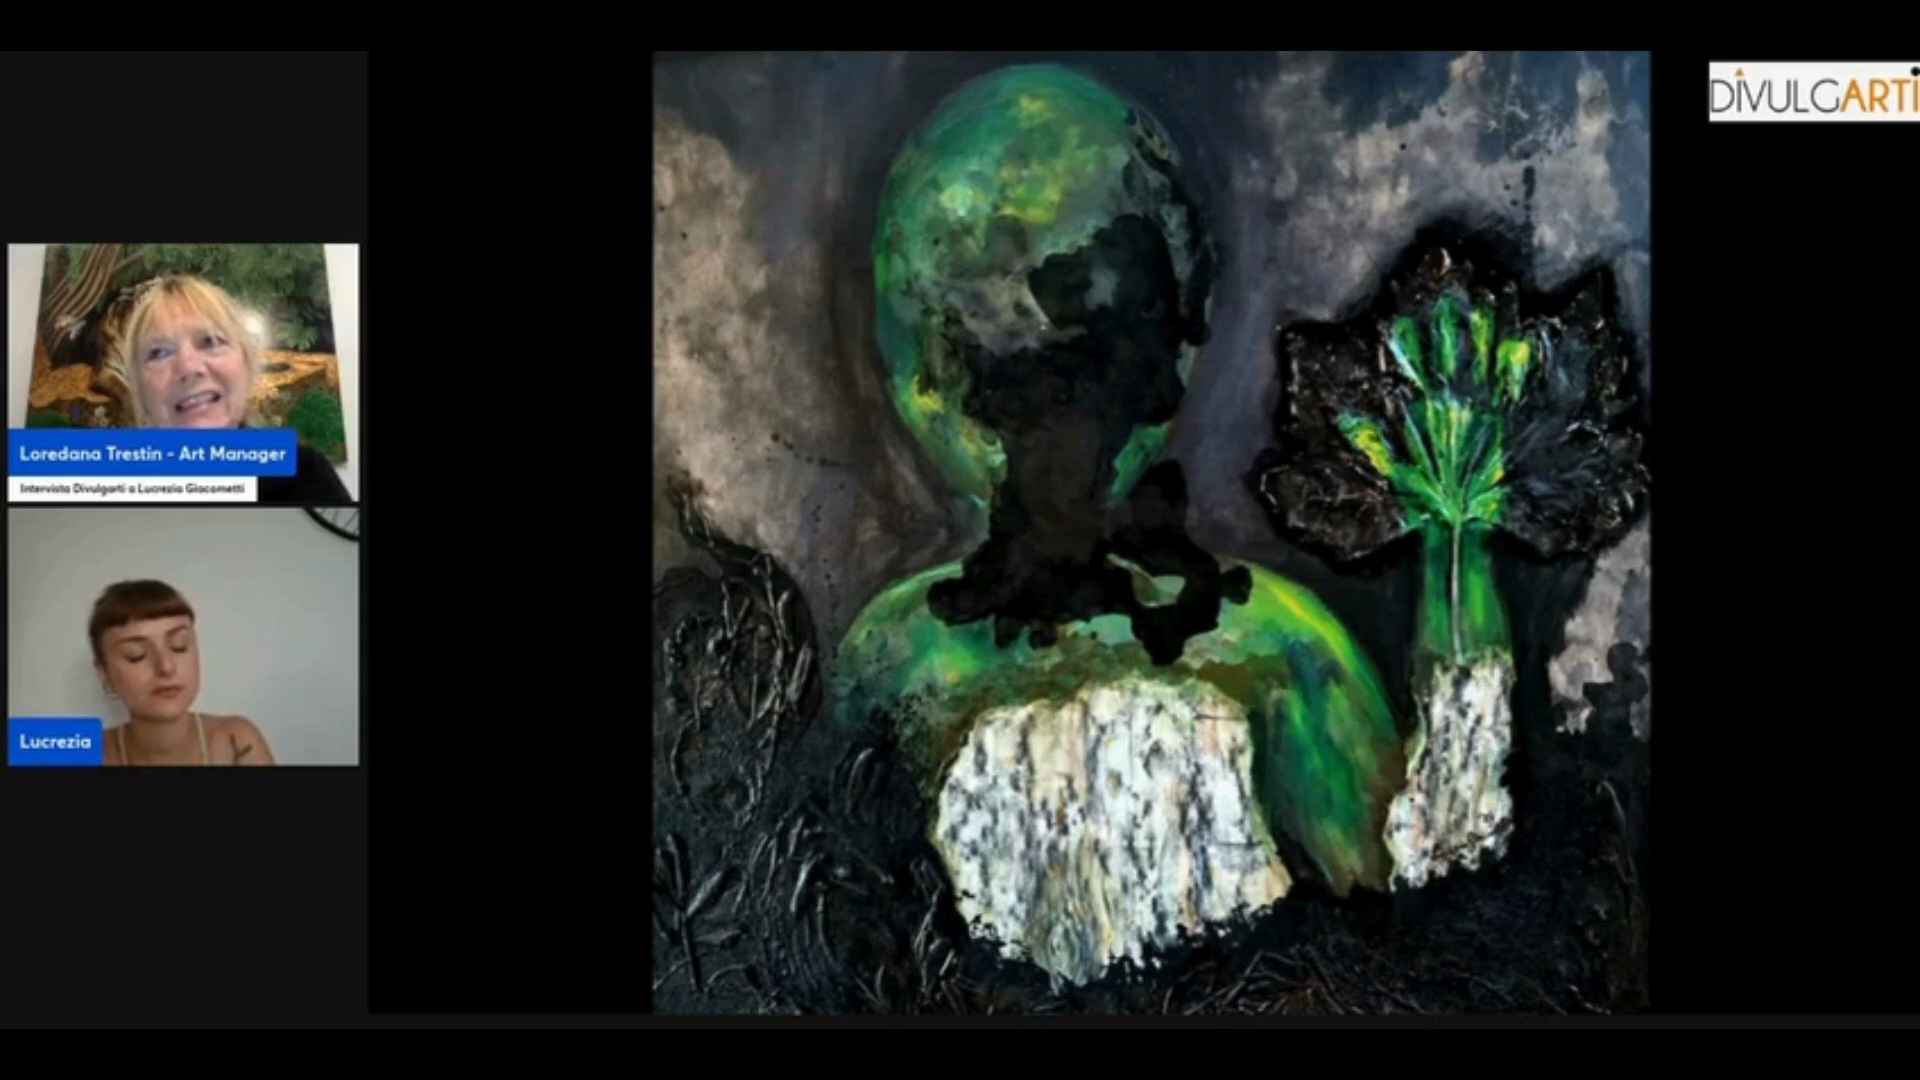 DIVULGARTI
Loredana Trestin - Art Manager
Intervista Divulgarti a Lucrezia Giacometti
Lucrezia